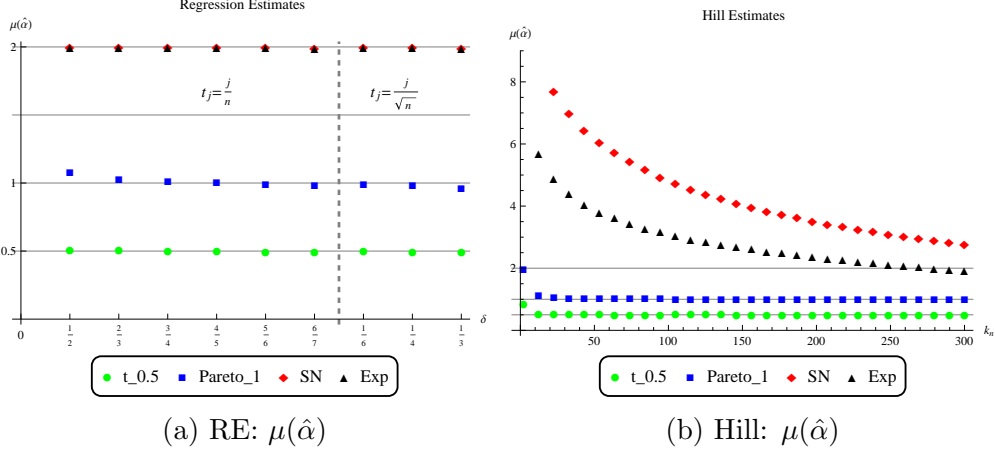 Regression Estimates
μ(α̂)
2
1
0.5
0
t_j=j/n
t_j=j/√n
1/2 2/3 3/4 4/5 5/6 6/7 1/6 1/4 1/3
δ
t_0.5 Pareto_1 SN Exp
(a) RE: μ(α̂)
Hill Estimates
μ(α̂)
8
6
4
2
50 100 150 200 250 300
k_n
t_0.5 Pareto_1 SN Exp
(b) Hill: μ(α̂)